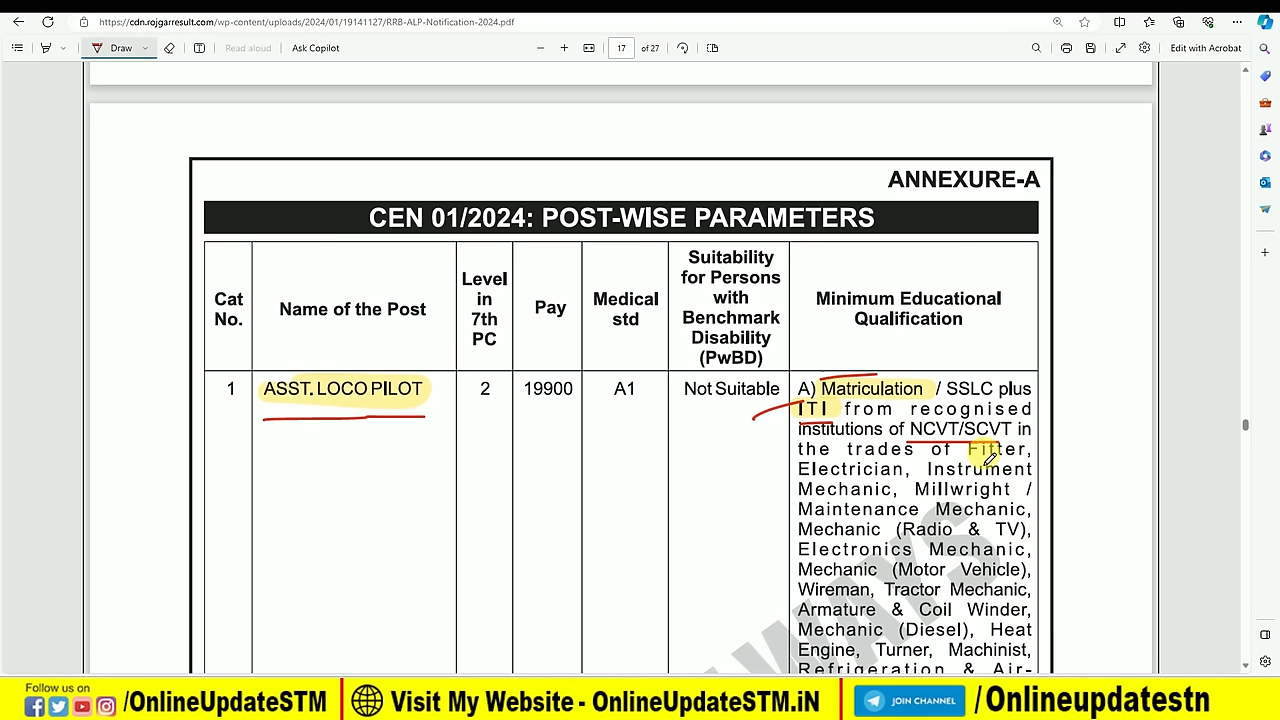 https://cdn.rojgarresult.com/wp-content/uploads/2024/01/19141127/RRB-ALP-Notification-2024.pdf
Draw
Read aloud
Ask Copilot
17
of 27
Edit with Acrobat
ANNEXURE-A
CEN 01/2024: POST-WISE PARAMETERS
Cat No.
Name of the Post
Level in 7th PC
Pay
Medical std
Suitability for Persons with Benchmark Disability (PwBD)
Minimum Educational Qualification
1
ASST. LOCO PILOT
2
19900
A1
Not Suitable
A) Matriculation / SSLC plus
ITI from recognised
institutions of NCVT/SCVT in
the trades of Fitter,
Electrician, Instrument
Mechanic, Millwright /
Maintenance Mechanic,
Mechanic (Radio & TV),
Electronics Mechanic,
Mechanic (Motor Vehicle),
Wireman, Tractor Mechanic,
Armature & Coil Winder,
Mechanic (Diesel), Heat
Engine, Turner, Machinist,
Refrigeration & Air-
Follow us on
/OnlineUpdateSTM
Visit My Website - OnlineUpdateSTM.iN
JOIN CHANNEL
/Onlineupdatestn